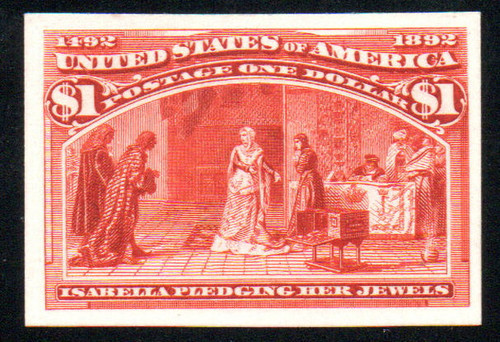 1492 1892
UNITED STATES OF AMERICA
POSTAGE ONE DOLLAR
$1 $1
ISABELLA PLEDGING HER JEWELS